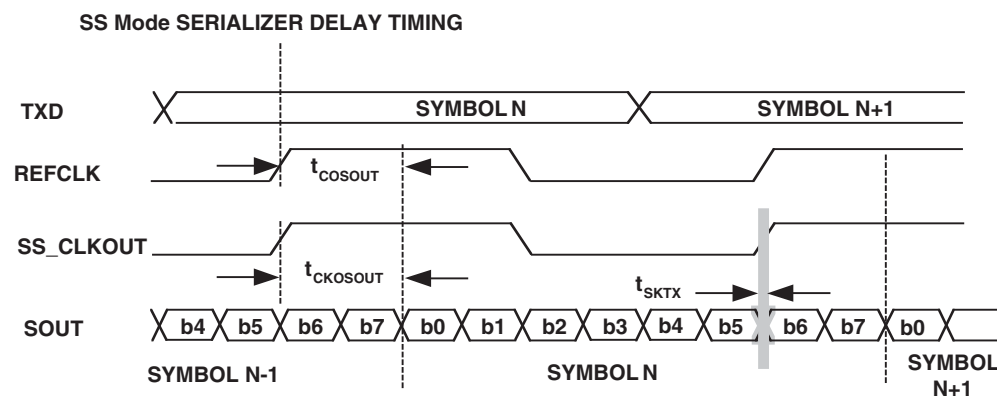 SS Mode SERIALIZER DELAY TIMING
TXD SYMBOL N SYMBOL N+1
REFCLK tCOSOUT
SS_CLKOUT
tCKOSOUT tSKTX
SOUT b4 b5 b6 b7 b0 b1 b2 b3 b4 b5 b6 b7 b0
SYMBOL N-1 SYMBOL N SYMBOL
N+1